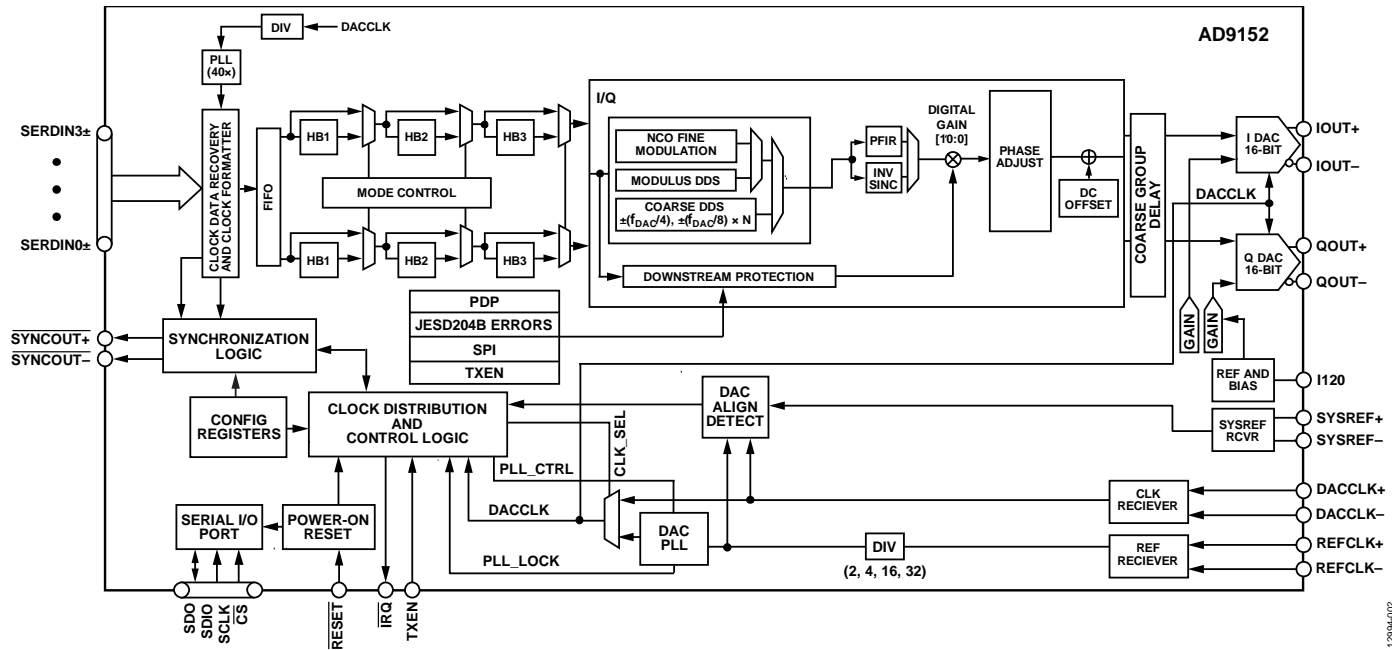 DIV
DACCLK
AD9152
PLL
(40×)
SERDIN3±
SERDIN0±
CLOCK DATA RECOVERY
AND CLOCK FORMATTER
FIFO
HB1
HB2
HB3
MODE CONTROL
HB1
HB2
HB3
I/Q
NCO FINE
MODULATION
MODULUS DDS
COARSE DDS
±(fDAC/4), ±(fDAC/8) × N
PFIR
INV
SINC
DIGITAL
GAIN
[10:0]
PHASE
ADJUST
DC
OFFSET
DOWNSTREAM PROTECTION
COARSE GROUP
DELAY
I DAC
16-BIT
IOUT+
IOUT–
DACCLK
Q DAC
16-BIT
QOUT+
QOUT–
GAIN
GAIN
REF AND
BIAS
I120
PDP
JESD204B ERRORS
SPI
TXEN
SYNCOUT+
SYNCOUT–
SYNCHRONIZATION
LOGIC
CONFIG
REGISTERS
CLOCK DISTRIBUTION
AND
CONTROL LOGIC
DAC
ALIGN
DETECT
SYSREF
RCVR
SYSREF+
SYSREF–
CLK_SEL
PLL_CTRL
DACCLK
PLL_LOCK
DAC
PLL
CLK
RECIEVER
DACCLK+
DACCLK–
DIV
(2, 4, 16, 32)
REF
RECIEVER
REFCLK+
REFCLK–
SERIAL I/O
PORT
POWER-ON
RESET
SDO
SDIO
SCLK
CS
RESET
IRQ
TXEN
12994-002